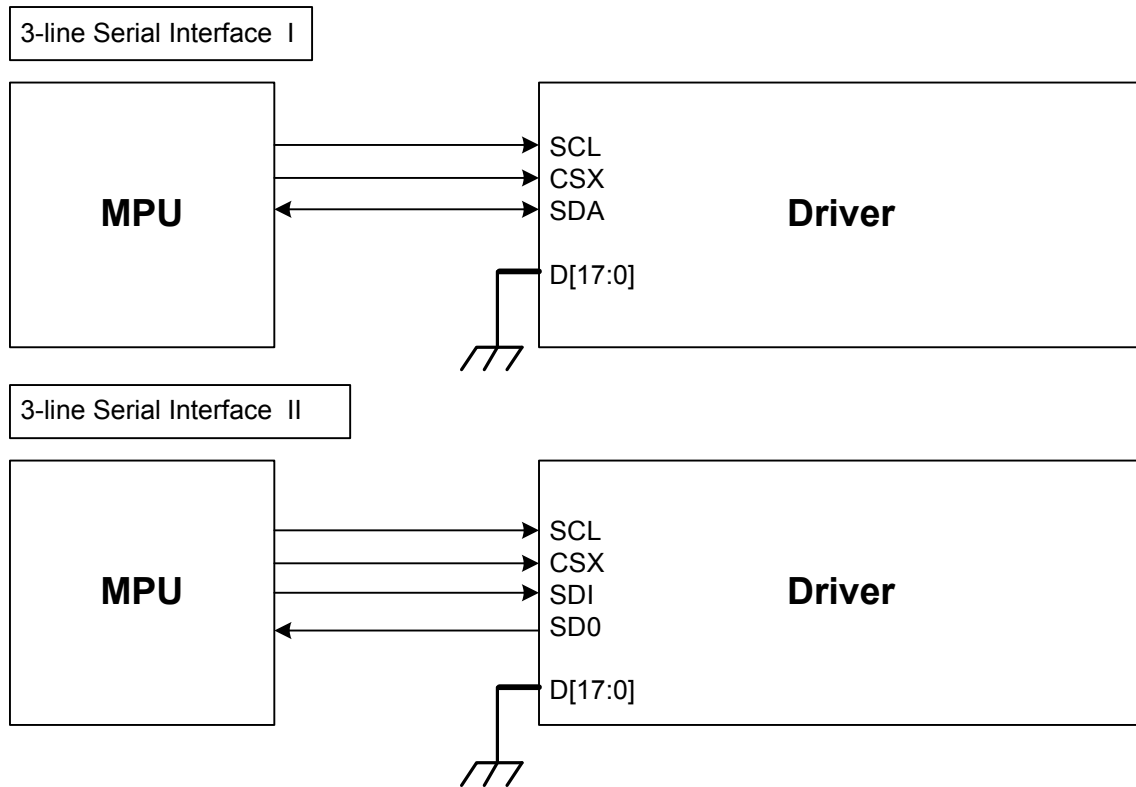 3-line Serial Interface I
MPU
SCL
CSX
SDA
D[17:0]
Driver
3-line Serial Interface II
MPU
SCL
CSX
SDI
SD0
D[17:0]
Driver